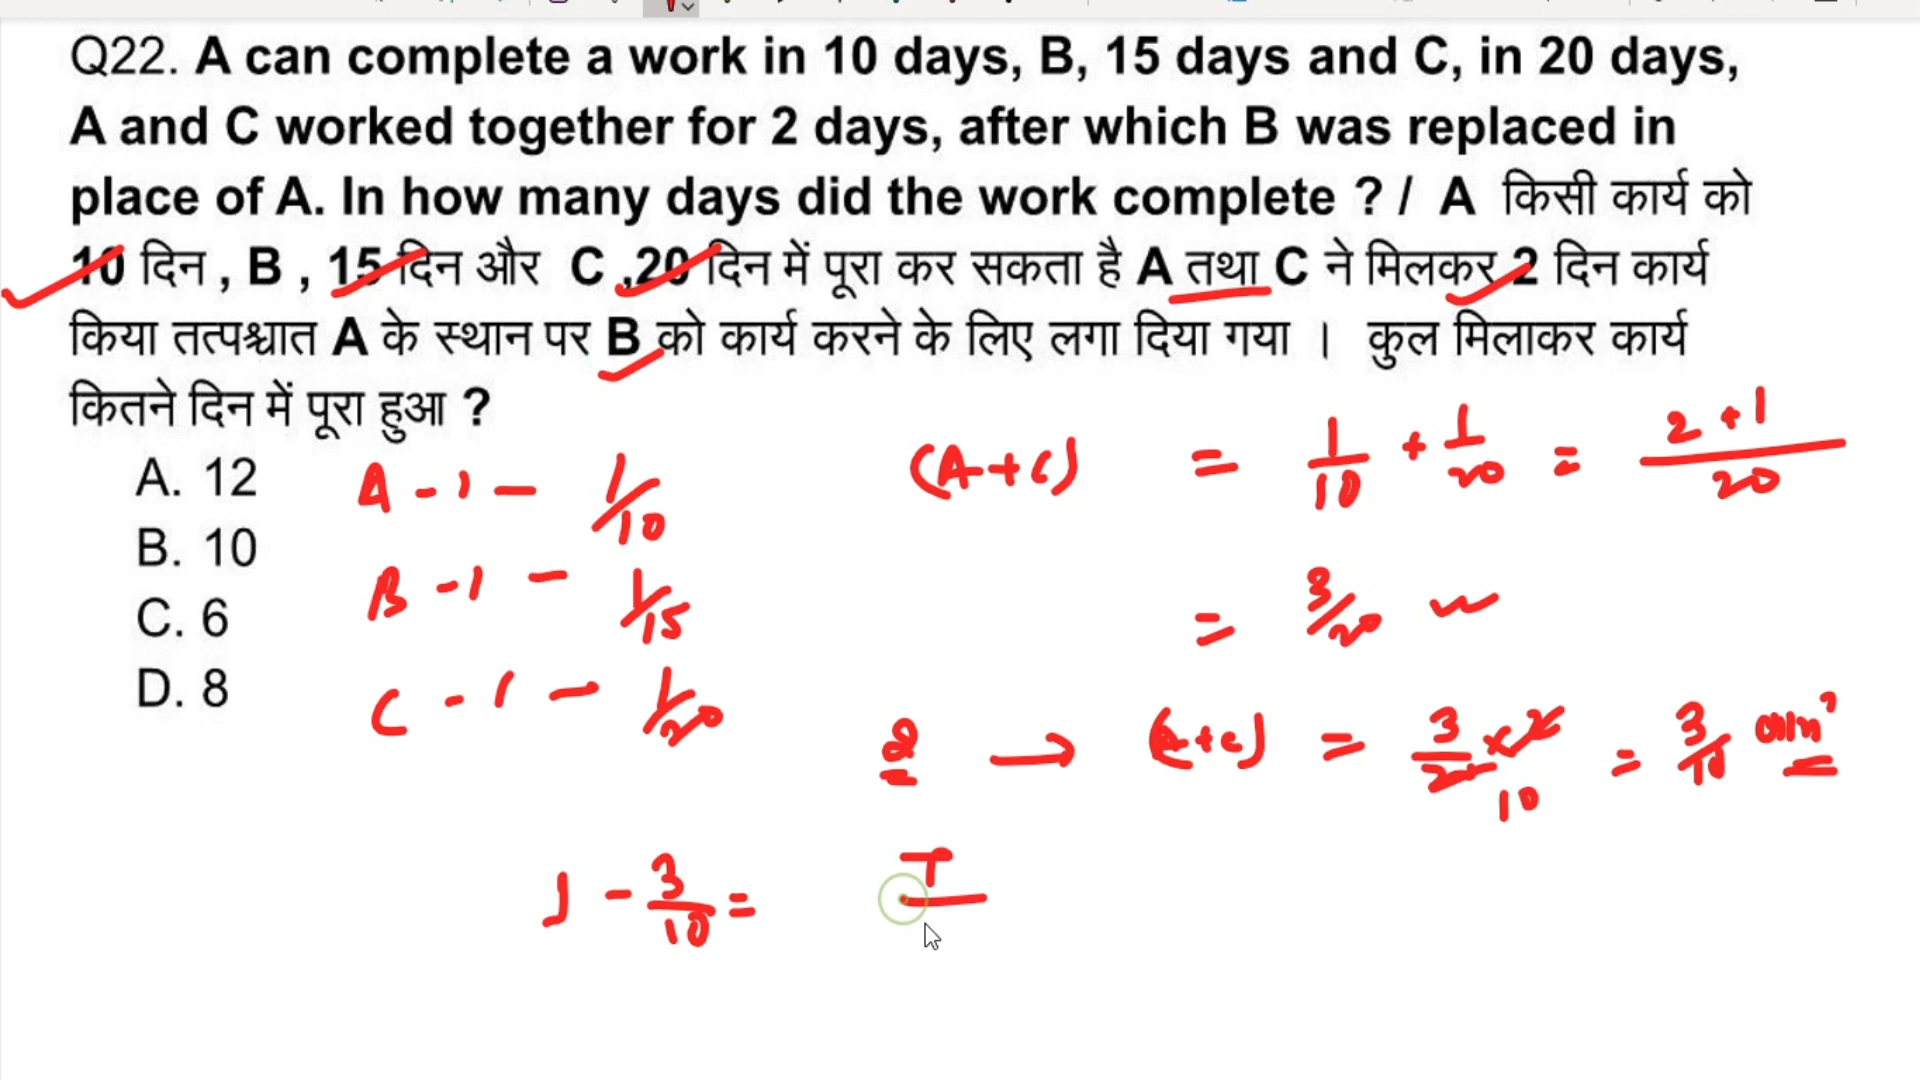 Q22. A can complete a work in 10 days, B, 15 days and C, in 20 days,
A and C worked together for 2 days, after which B was replaced in
place of A. In how many days did the work complete ? / A किसी कार्य को
10 दिन , B , 15 दिन और C ,20 दिन में पूरा कर सकता है A तथा C ने मिलकर 2 दिन कार्य
किया तत्पश्चात A के स्थान पर B को कार्य करने के लिए लगा दिया गया । कुल मिलाकर कार्य
कितने दिन में पूरा हुआ ?
A. 12
B. 10
C. 6
D. 8
A - 1 - 1/10
B - 1 - 1/15
C - 1 - 1/20
(A+C) = 1/10 + 1/20 = 2+1/20
= 3/20
2 → (A+C) = 3/20 × 2 = 3/10
10
1 - 3/10 = 7